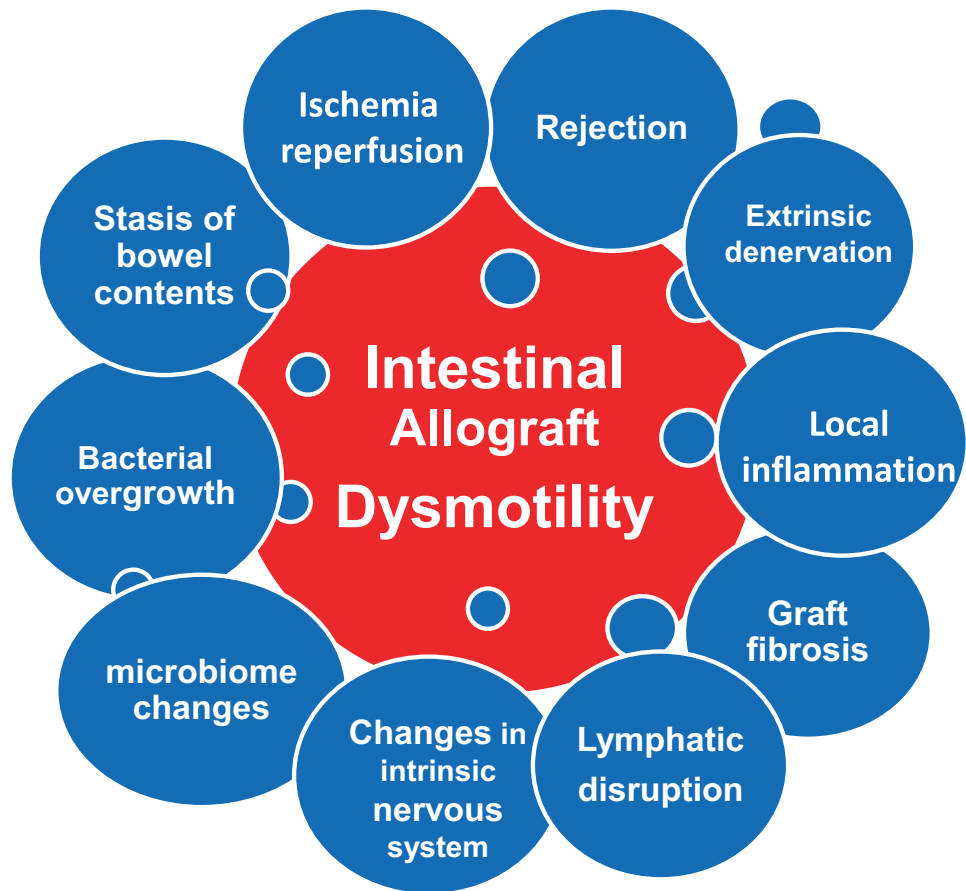 Ischemia
reperfusion
Rejection
Extrinsic
denervation
Local
inflammation
Graft
fibrosis
Lymphatic
disruption
Changes in
intrinsic
nervous
system
microbiome
changes
Bacterial
overgrowth
Stasis of
bowel
contents
Intestinal
Allograft
Dysmotility